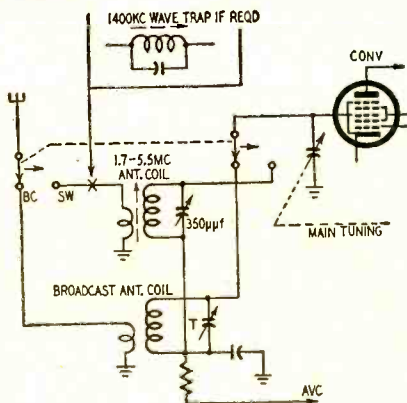 1400KC WAVE TRAP IF REQD
CONV
1.7-5.5MC
ANT. COIL
BC
SW
X
350µµf
MAIN TUNING
BROADCAST ANT. COIL
T
AVC